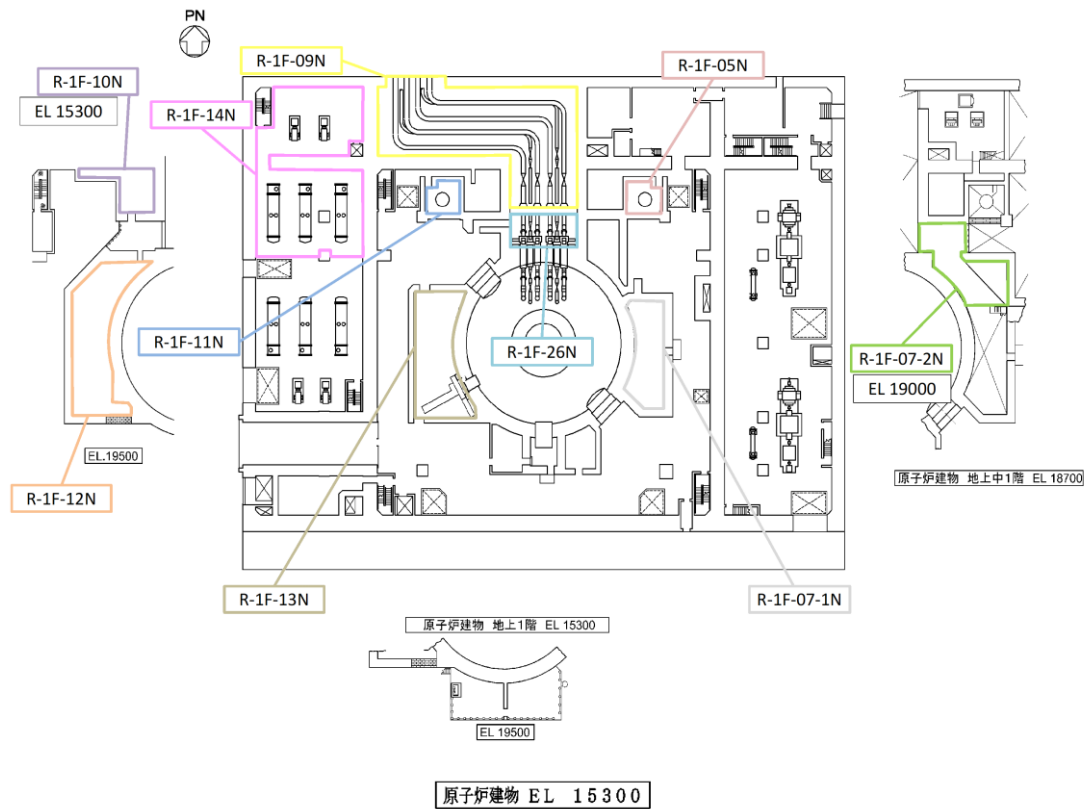 PN
R-1F-09N
R-1F-05N
R-1F-10N
EL 15300
R-1F-14N
R-1F-11N
R-1F-26N
R-1F-07-2N
EL 19000
EL.19500
原子炉建物 地上中1階 EL 18700
R-1F-12N
R-1F-13N
R-1F-07-1N
原子炉建物 地上1階 EL 15300
EL 19500
原子炉建物 EL 15300